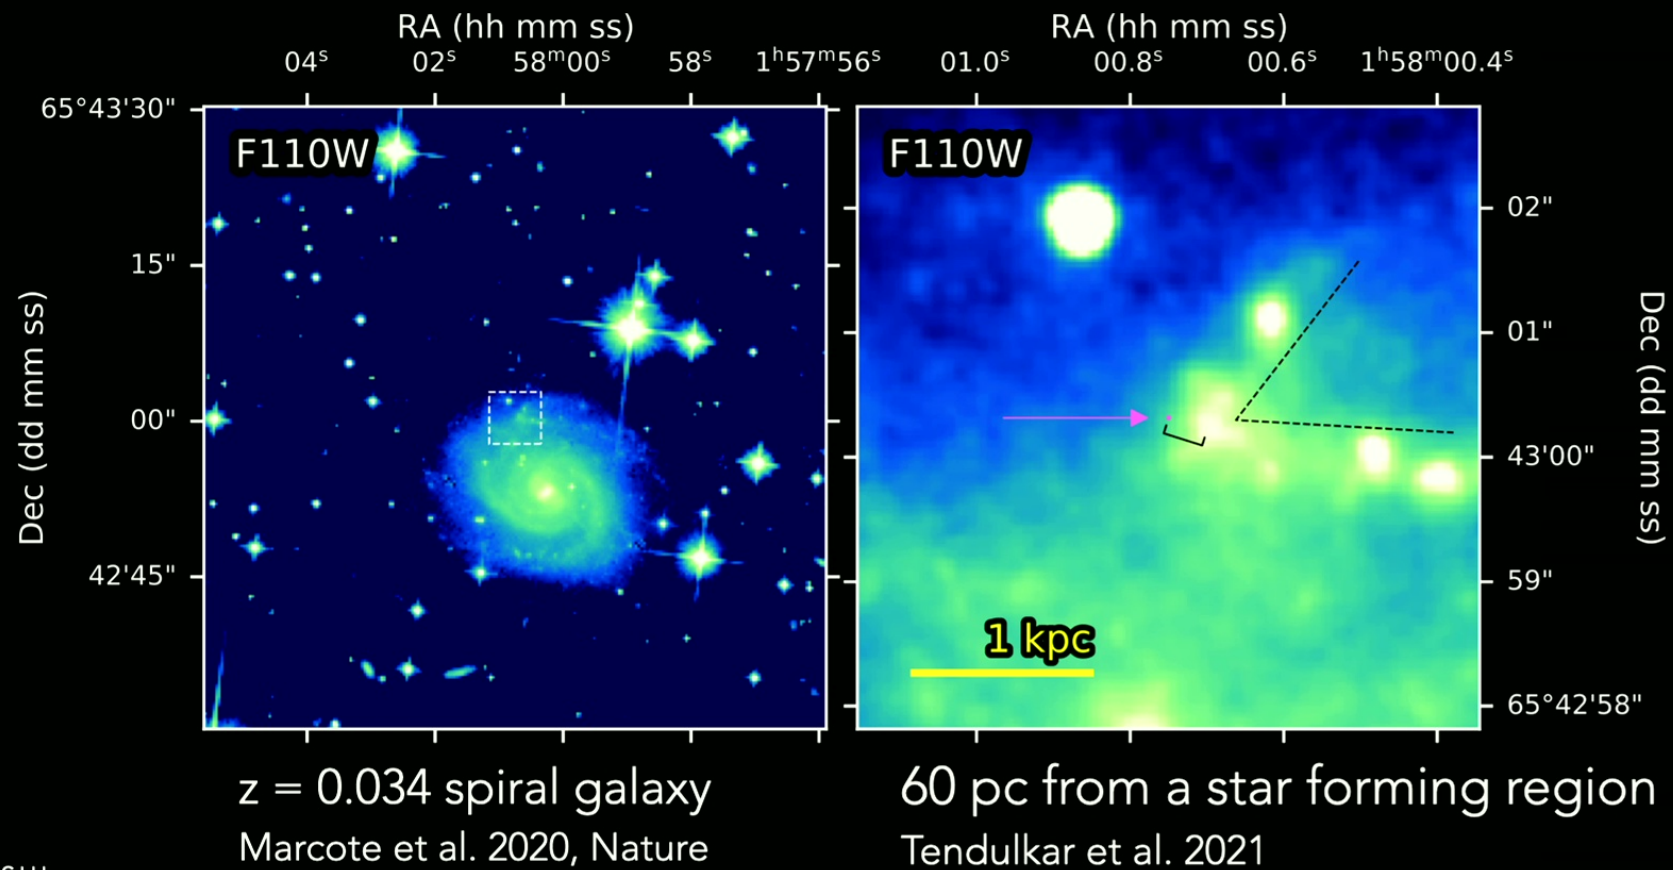 RA (hh mm ss)
04ˢ 02ˢ 58ᵐ00ˢ 58ˢ 1ʰ57ᵐ56ˢ
65°43'30"
15"
00"
42'45"
Dec (dd mm ss)
F110W
z = 0.034 spiral galaxy
Marcote et al. 2020, Nature
RA (hh mm ss)
01.0ˢ 00.8ˢ 00.6ˢ 1ʰ58ᵐ00.4ˢ
F110W
02"
01"
43'00"
59"
65°42'58"
Dec (dd mm ss)
1 kpc
60 pc from a star forming region
Tendulkar et al. 2021